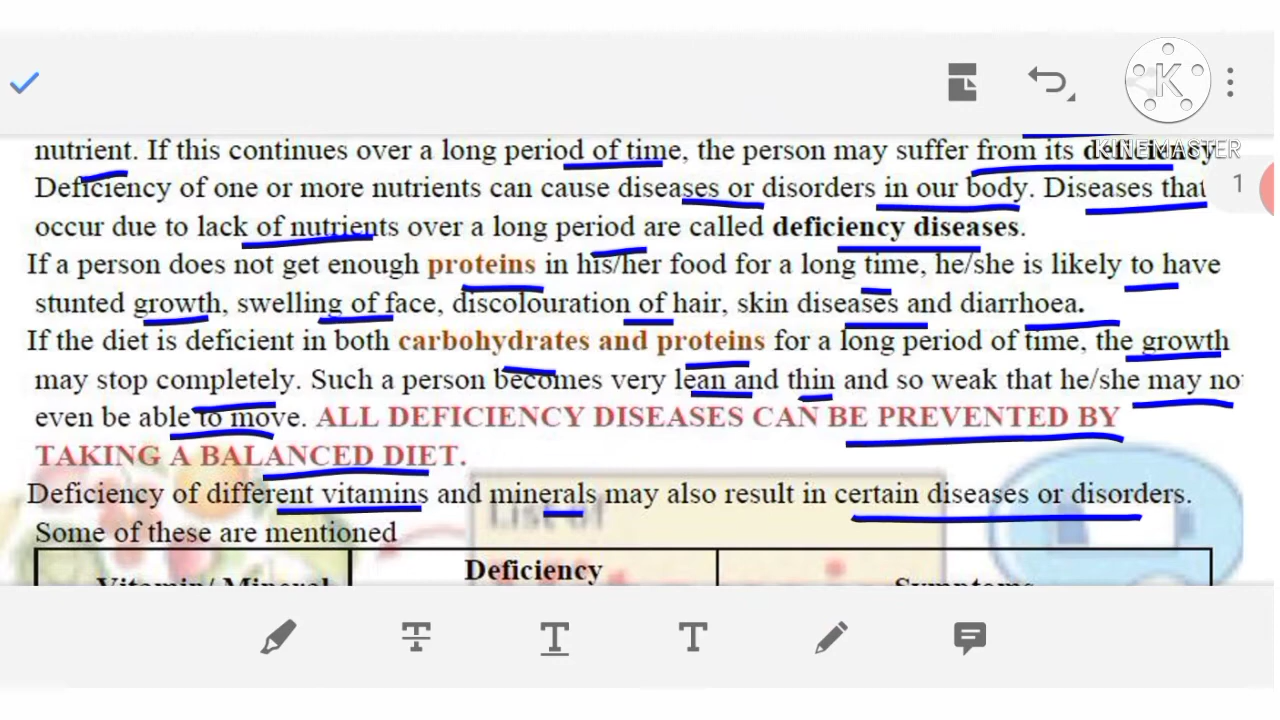 K
KINEMASTER
nutrient. If this continues over a long period of time, the person may suffer from its deficiency
1
Deficiency of one or more nutrients can cause diseases or disorders in our body. Diseases that
occur due to lack of nutrients over a long period are called deficiency diseases.
If a person does not get enough proteins in his/her food for a long time, he/she is likely to have
stunted growth, swelling of face, discolouration of hair, skin diseases and diarrhoea.
If the diet is deficient in both carbohydrates and proteins for a long period of time, the growth
may stop completely. Such a person becomes very lean and thin and so weak that he/she may no
even be able to move. ALL DEFICIENCY DISEASES CAN BE PREVENTED BY
TAKING A BALANCED DIET.
Deficiency of different vitamins and minerals may also result in certain diseases or disorders.
List of
Some of these are mentioned
Vitamin/ Mineral Deficiency Symptoms
T T T